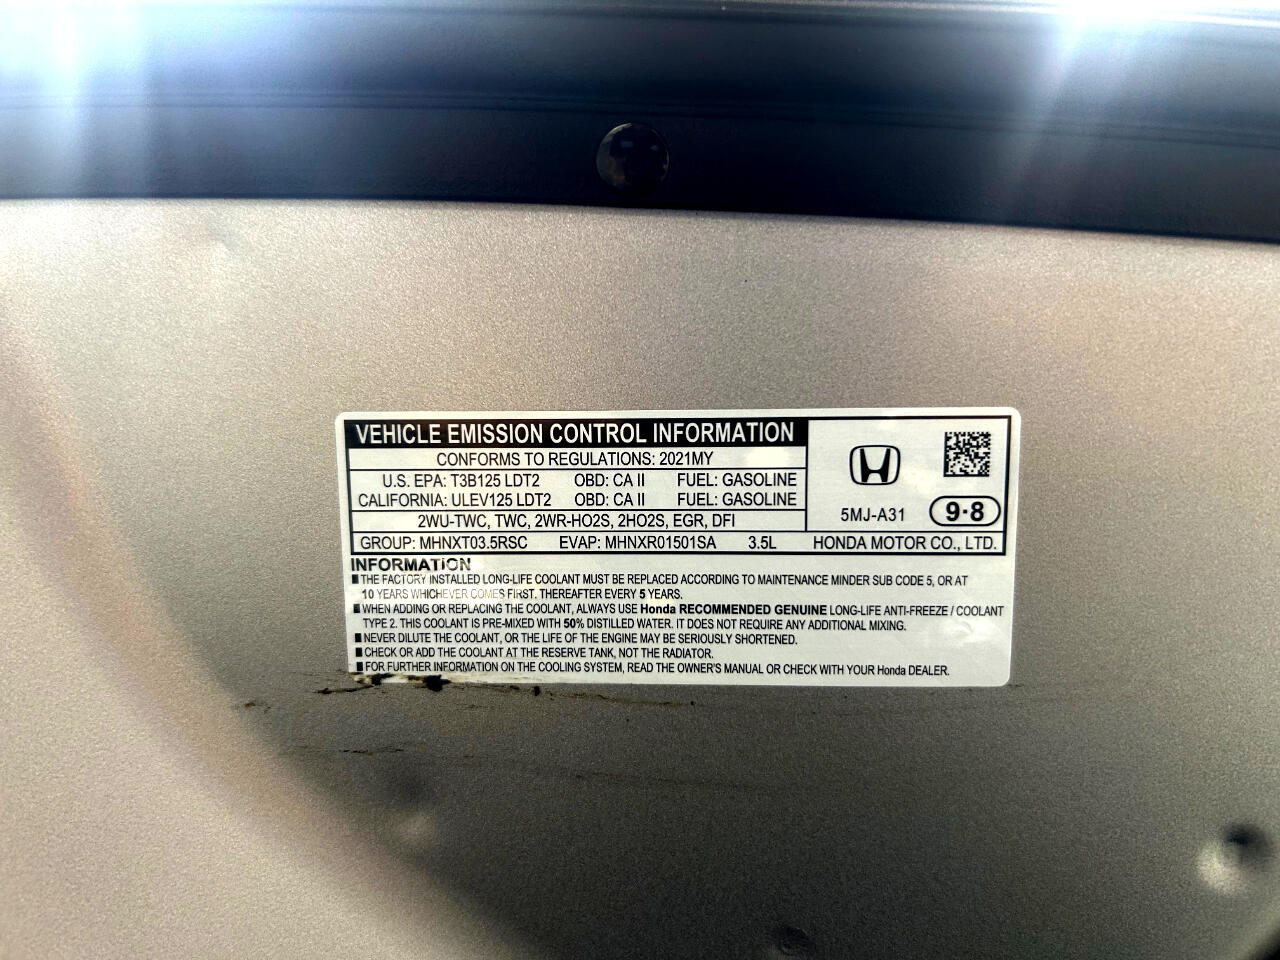 VEHICLE EMISSION CONTROL INFORMATION
CONFORMS TO REGULATIONS: 2021MY
U.S. EPA: T3B125 LDT2 OBD: CA II FUEL: GASOLINE
CALIFORNIA: ULEV125 LDT2 OBD: CA II FUEL: GASOLINE
2WU-TWC, TWC, 2WR-HO2S, 2HO2S, EGR, DFI
GROUP: MHNXT03.5RSC EVAP: MHNXR01501SA 3.5L
5MJ-A31 9·8
HONDA MOTOR CO., LTD.
INFORMATION
■ THE FACTORY INSTALLED LONG-LIFE COOLANT MUST BE REPLACED ACCORDING TO MAINTENANCE MINDER SUB CODE 5, OR AT
10 YEARS WHICHEVER COMES FIRST. THEREAFTER EVERY 5 YEARS.
■ WHEN ADDING OR REPLACING THE COOLANT, ALWAYS USE Honda RECOMMENDED GENUINE LONG-LIFE ANTI-FREEZE / COOLANT
TYPE 2. THIS COOLANT IS PRE-MIXED WITH 50% DISTILLED WATER. IT DOES NOT REQUIRE ANY ADDITIONAL MIXING.
■ NEVER DILUTE THE COOLANT, OR THE LIFE OF THE ENGINE MAY BE SERIOUSLY SHORTENED.
■ CHECK OR ADD THE COOLANT AT THE RESERVE TANK, NOT THE RADIATOR.
■ FOR FURTHER INFORMATION ON THE COOLING SYSTEM, READ THE OWNER'S MANUAL OR CHECK WITH YOUR Honda DEALER.